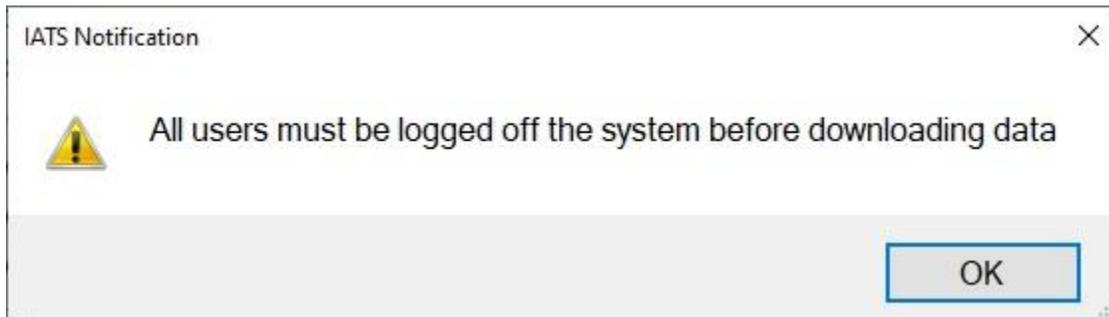 IATS Notification
All users must be logged off the system before downloading data
OK